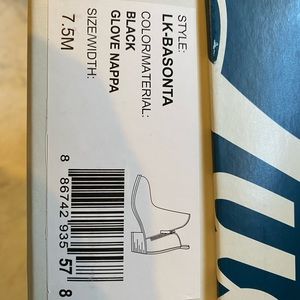 STYLE:
LK-BASONTA
COLOR/MATERIAL:
BLACK
GLOVE NAPPA
SIZE/WIDTH:
7.5M
8 86742 935 57 8